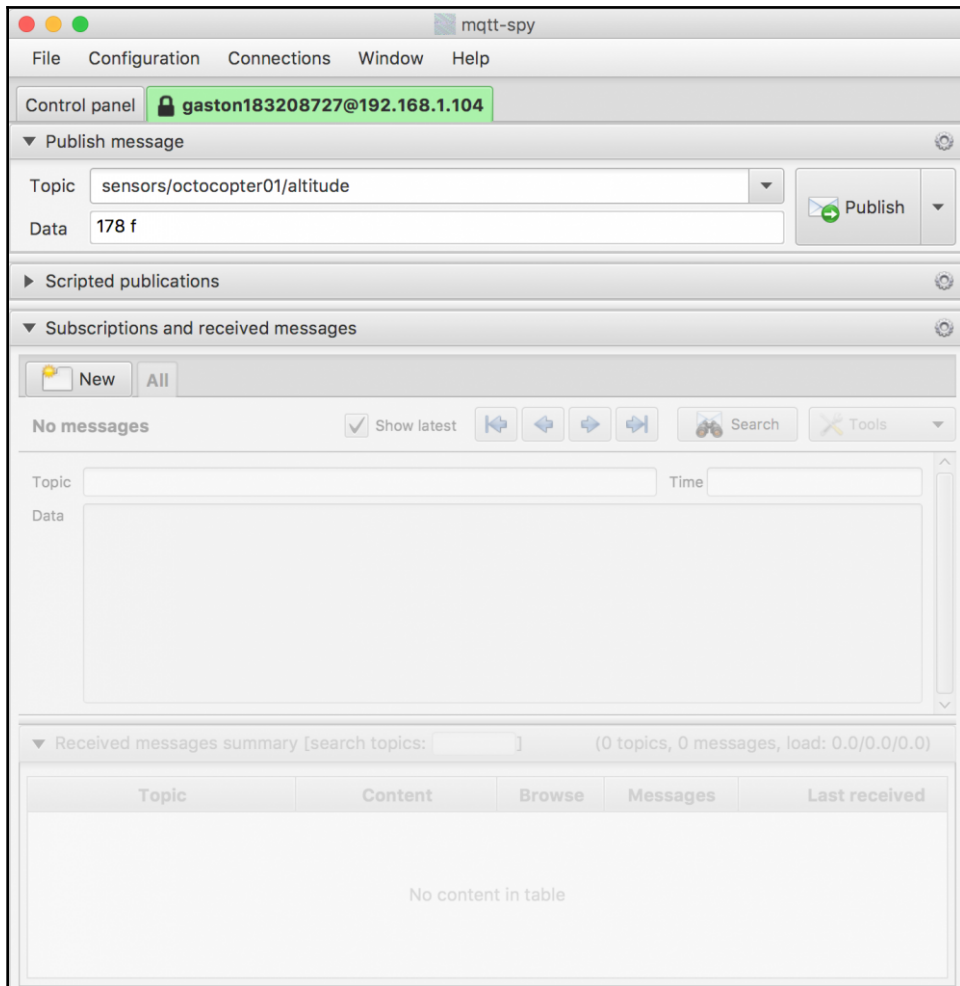 mqtt-spy
File Configuration Connections Window Help
Control panel gaston183208727@192.168.1.104
Publish message
Topic sensors/octocopter01/altitude Publish
Data 178 f
Scripted publications
Subscriptions and received messages
New All
No messages Show latest Search Tools
Topic Time
Data
Received messages summary [search topics: ] (0 topics, 0 messages, load: 0.0/0.0/0.0)
Topic Content Browse Messages Last received
No content in table